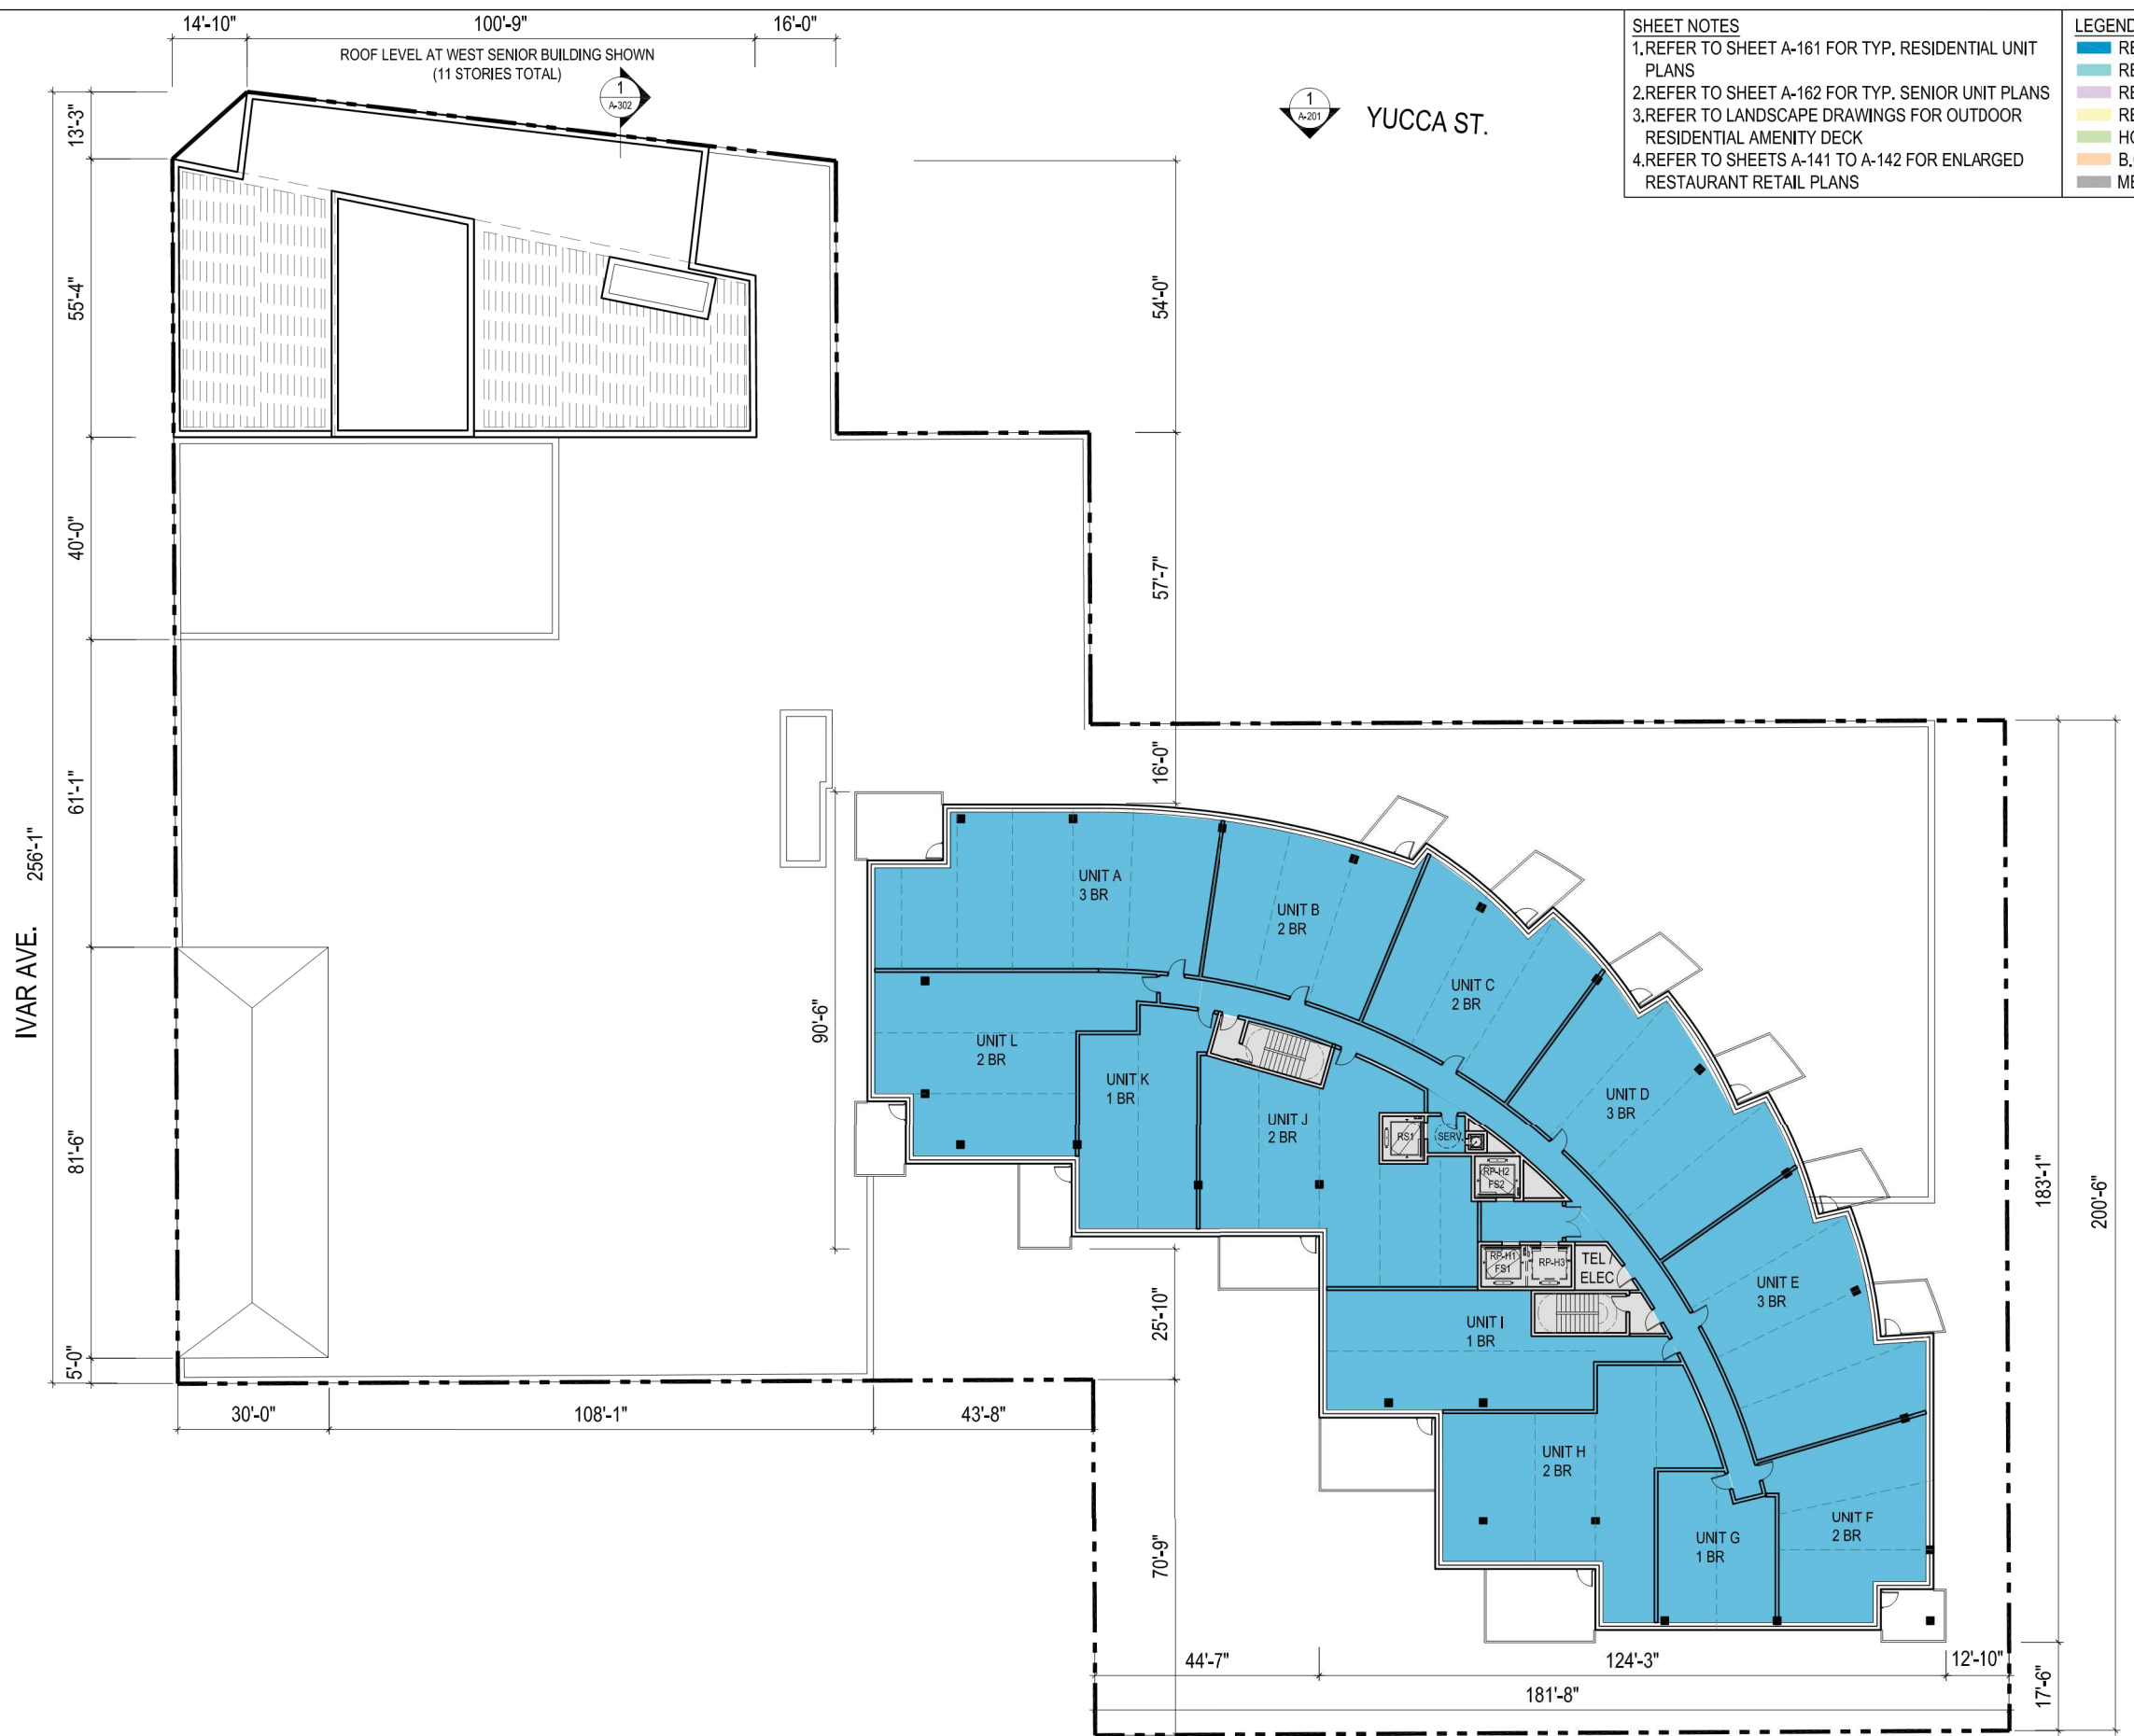 14'-10"
100'-9"
16'-0"
ROOF LEVEL AT WEST SENIOR BUILDING SHOWN
(11 STORIES TOTAL)
1
A-302
1
A-201
YUCCA ST.
SHEET NOTES
1. REFER TO SHEET A-161 FOR TYP. RESIDENTIAL UNIT
PLANS
2. REFER TO SHEET A-162 FOR TYP. SENIOR UNIT PLANS
3. REFER TO LANDSCAPE DRAWINGS FOR OUTDOOR
RESIDENTIAL AMENITY DECK
4. REFER TO SHEETS A-141 TO A-142 FOR ENLARGED
RESTAURANT RETAIL PLANS
LEGEND
13'-3"
55'-4"
40'-0"
61'-1"
256'-1"
81'-6"
5'-0"
IVAR AVE.
54'-0"
57'-7"
16'-0"
90'-6"
25'-10"
70'-9"
183'-1"
200'-6"
17'-6"
UNIT A
3 BR
UNIT B
2 BR
UNIT C
2 BR
UNIT D
3 BR
UNIT E
3 BR
UNIT F
2 BR
UNIT G
1 BR
UNIT H
2 BR
UNIT I
1 BR
UNIT J
2 BR
UNIT K
1 BR
UNIT L
2 BR
RS1
SERV.
RP-H2
FS2
RP-H1
FS1
RP-H3
TEL /
ELEC
30'-0"
108'-1"
43'-8"
44'-7"
124'-3"
12'-10"
181'-8"